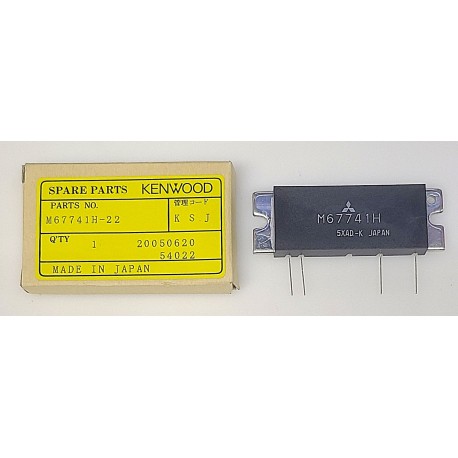 SPARE PARTS KENWOOD
PARTS NO. 管理コード
M67741H-22 K S J
Q'TY 1 20050620
54022
MADE IN JAPAN
M67741H
5XAD-K JAPAN